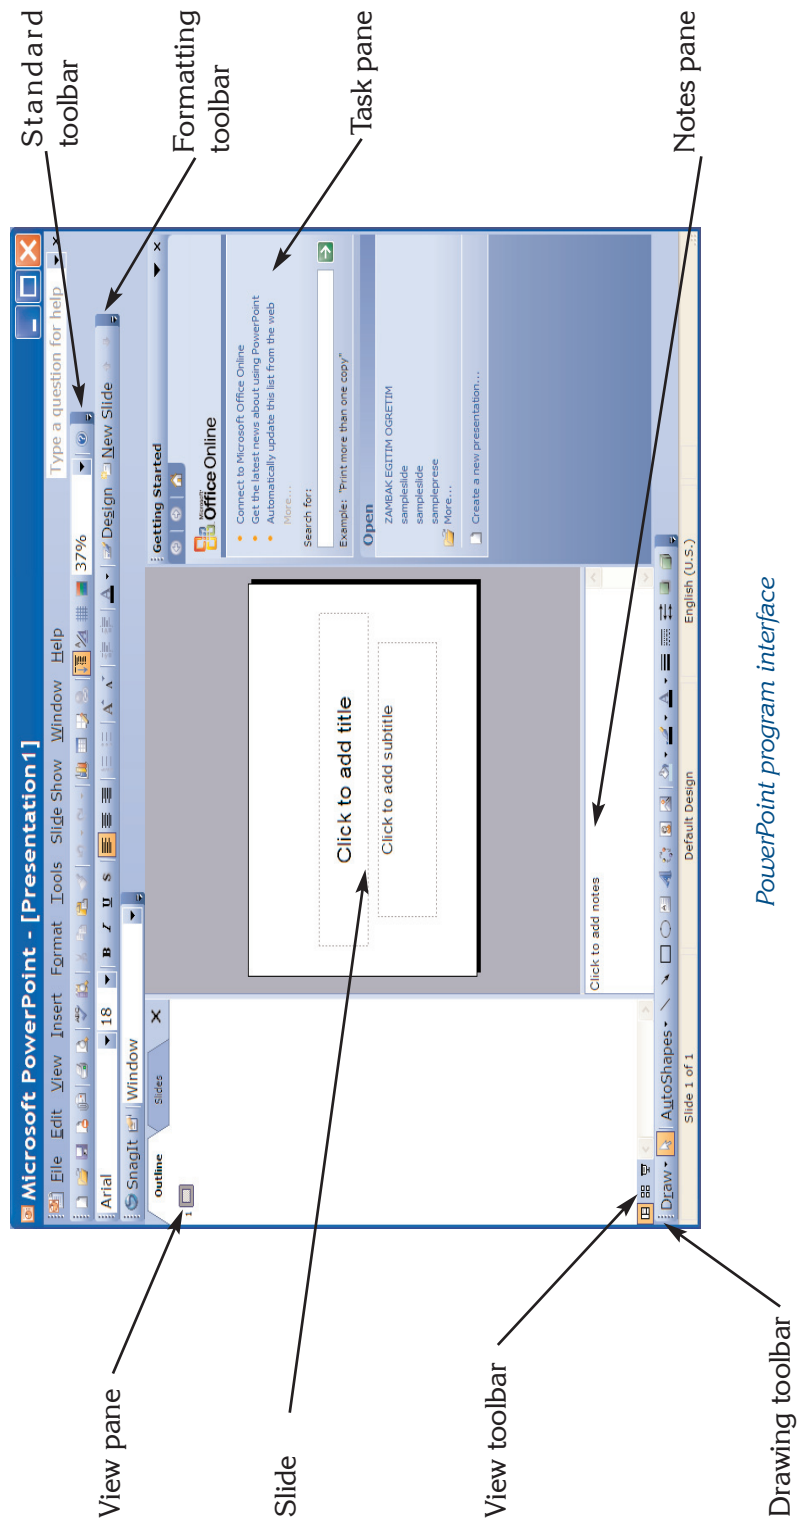 Standard
toolbar
Formatting
toolbar
Task pane
Notes pane
View pane
Slide
View toolbar
Drawing toolbar
Microsoft PowerPoint - [Presentation1]
File Edit View Insert Format Tools Slide Show Window Help
Type a question for help
37%
Arial
18
B I U S
A A A
Design New Slide
SnagIt Window
Outline
Slides
1
Click to add title
Click to add subtitle
Click to add notes
Getting Started
Microsoft
Office Online
Connect to Microsoft Office Online
Get the latest news about using PowerPoint
Automatically update this list from the web
More...
Search for:
Example: "Print more than one copy"
Open
ZAMBAK EGITIM OGRETIM
sampleslide
sampleslide
sampleprese
More...
Create a new presentation...
Draw AutoShapes
A
Slide 1 of 1
Default Design
English (U.S.)
PowerPoint program interface